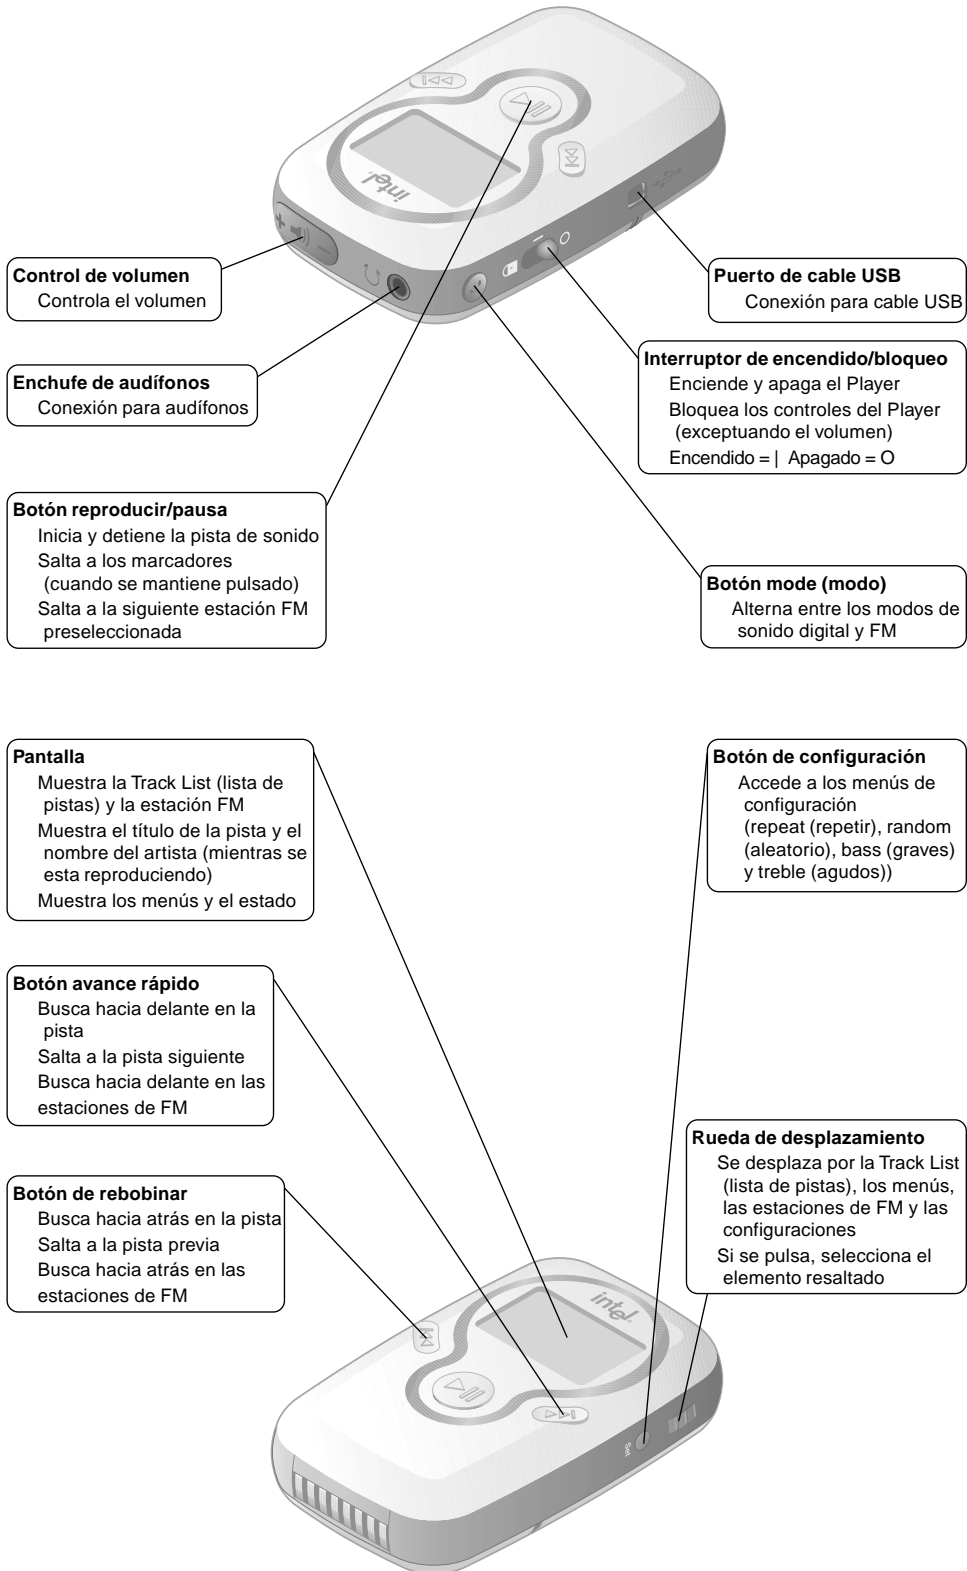 intel
Control de volumen
Controla el volumen
Puerto de cable USB
Conexión para cable USB
Enchufe de audífonos
Conexión para audífonos
Interruptor de encendido/bloqueo
Enciende y apaga el Player
Bloquea los controles del Player
(exceptuando el volumen)
Encendido = | Apagado = O
Botón reproducir/pausa
Inicia y detiene la pista de sonido
Salta a los marcadores
(cuando se mantiene pulsado)
Salta a la siguiente estación FM
preseleccionada
Botón mode (modo)
Alterna entre los modos de
sonido digital y FM
Pantalla
Muestra la Track List (lista de
pistas) y la estación FM
Muestra el título de la pista y el
nombre del artista (mientras se
esta reproduciendo)
Muestra los menús y el estado
Botón de configuración
Accede a los menús de
configuración
(repeat (repetir), random
(aleatorio), bass (graves)
y treble (agudos))
Botón avance rápido
Busca hacia delante en la
pista
Salta a la pista siguiente
Busca hacia delante en las
estaciones de FM
Rueda de desplazamiento
Se desplaza por la Track List
(lista de pistas), los menús,
las estaciones de FM y las
configuraciones
Si se pulsa, selecciona el
elemento resaltado
Botón de rebobinar
Busca hacia atrás en la pista
Salta a la pista previa
Busca hacia atrás en las
estaciones de FM
intel